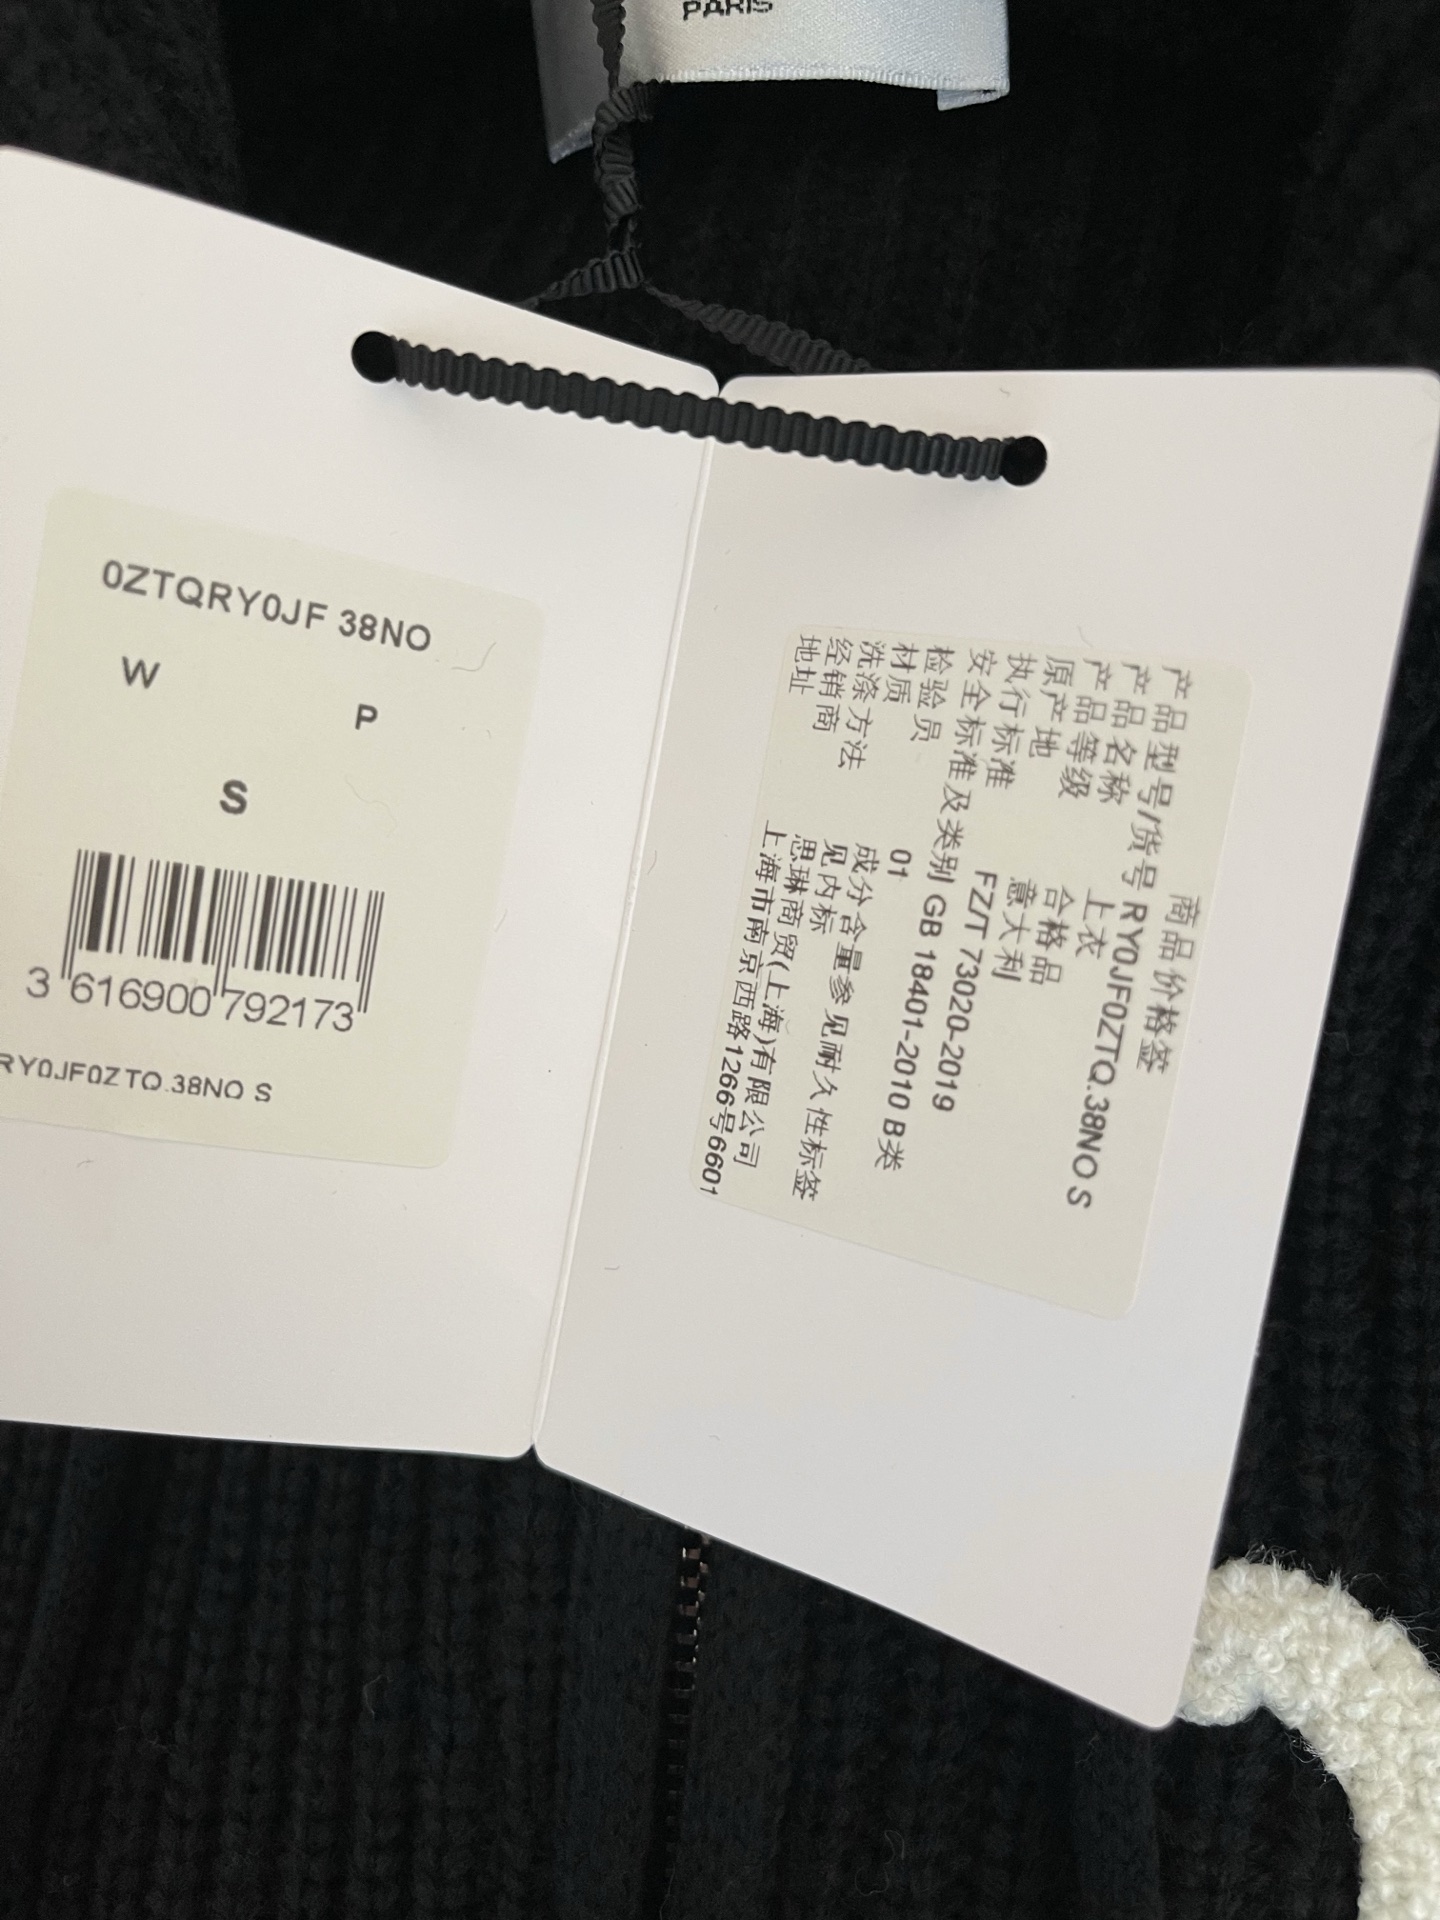 PARIS
0ZTQRY0JF 38NO
W
P
S
3 616900 792173
RY0JF0ZTQ.38NO S
商品价格签
产品型号/货号 RY0JF0ZTQ.38NO S
产品名称 上衣
产品等级 合格品
原产地 意大利
执行标准 FZ/T 73020-2019
安全标准及类别 GB 18401-2010 B类
检验员 01
材质 成分含量参见耐久性标签
洗涤方法 见内标
经销商 思琳商贸(上海)有限公司
地址 上海市南京西路1266号6601